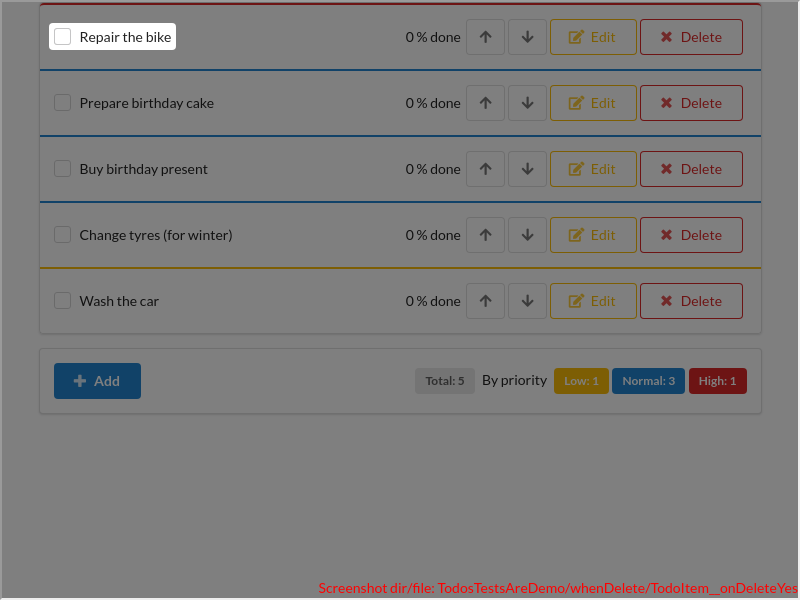 Repair the bike 0 % done Edit Delete
Prepare birthday cake 0 % done Edit Delete
Buy birthday present 0 % done Edit Delete
Change tyres (for winter) 0 % done Edit Delete
Wash the car 0 % done Edit Delete
Add Total: 5 By priority Low: 1 Normal: 3 High: 1
Screenshot dir/file: TodosTestsAreDemo/whenDelete/TodoItem__onDeleteYes